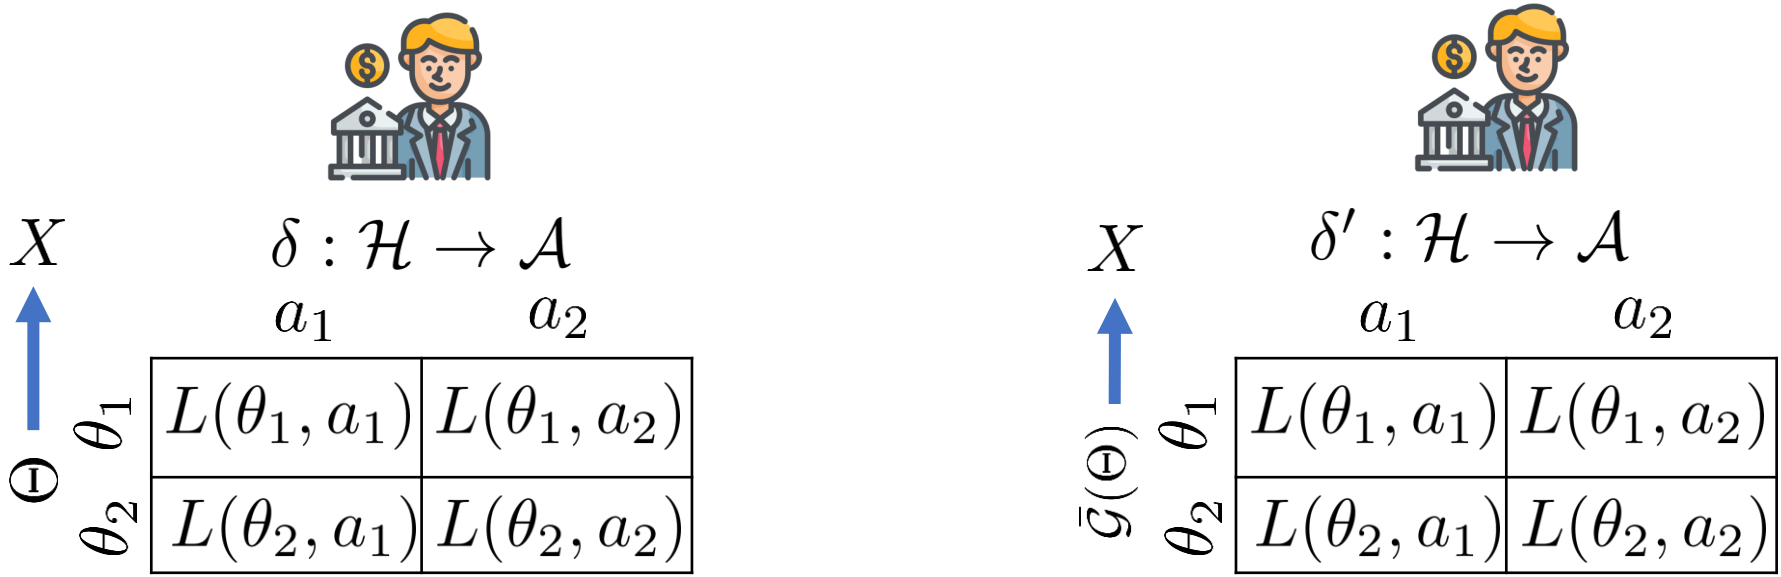 $
X
δ : ℋ → 𝒜
a₁ a₂
θ₁ L(θ₁, a₁) L(θ₁, a₂)
Θ
θ₂ L(θ₂, a₁) L(θ₂, a₂)
$
X
δ′ : ℋ → 𝒜
a₁ a₂
θ₁ L(θ₁, a₁) L(θ₁, a₂)
𝒢̄(Θ)
θ₂ L(θ₂, a₁) L(θ₂, a₂)